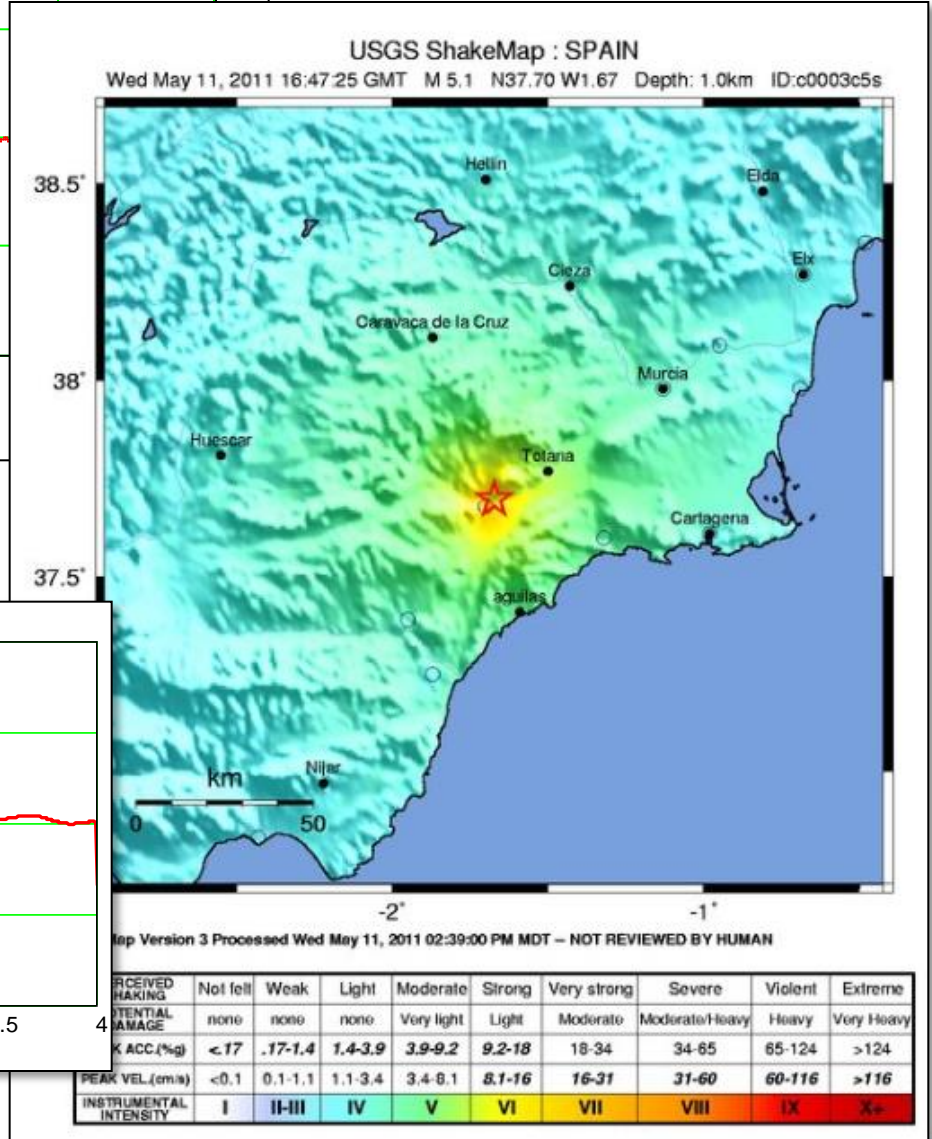 USGS ShakeMap : SPAIN
Wed May 11, 2011 16:47:25 GMT M 5.1 N37.70 W1.67 Depth: 1.0km ID:c0003c5s
Hellin
38.5°
Elda
Elx
Cieza
Caravaca de la Cruz
38°
Murcia
Huescar
Totana
Cartagena
37.5°
aguilas
Nijar
km
0 50
-2° -1°
Map Version 3 Processed Wed May 11, 2011 02:39:00 PM MDT – NOT REVIEWED BY HUMAN
.5 4
RCEIVED HAKING Not felt Weak Light Moderate Strong Very strong Severe Violent Extreme
OTENTIAL AMAGE none none none Very light Light Moderate Moderate/Heavy Heavy Very Heavy
K ACC.(%g) <.17 .17-1.4 1.4-3.9 3.9-9.2 9.2-18 18-34 34-65 65-124 >124
PEAK VEL.(cm/s) <0.1 0.1-1.1 1.1-3.4 3.4-8.1 8.1-16 16-31 31-60 60-116 >116
INSTRUMENTAL INTENSITY I II-III IV V VI VII VIII IX X+